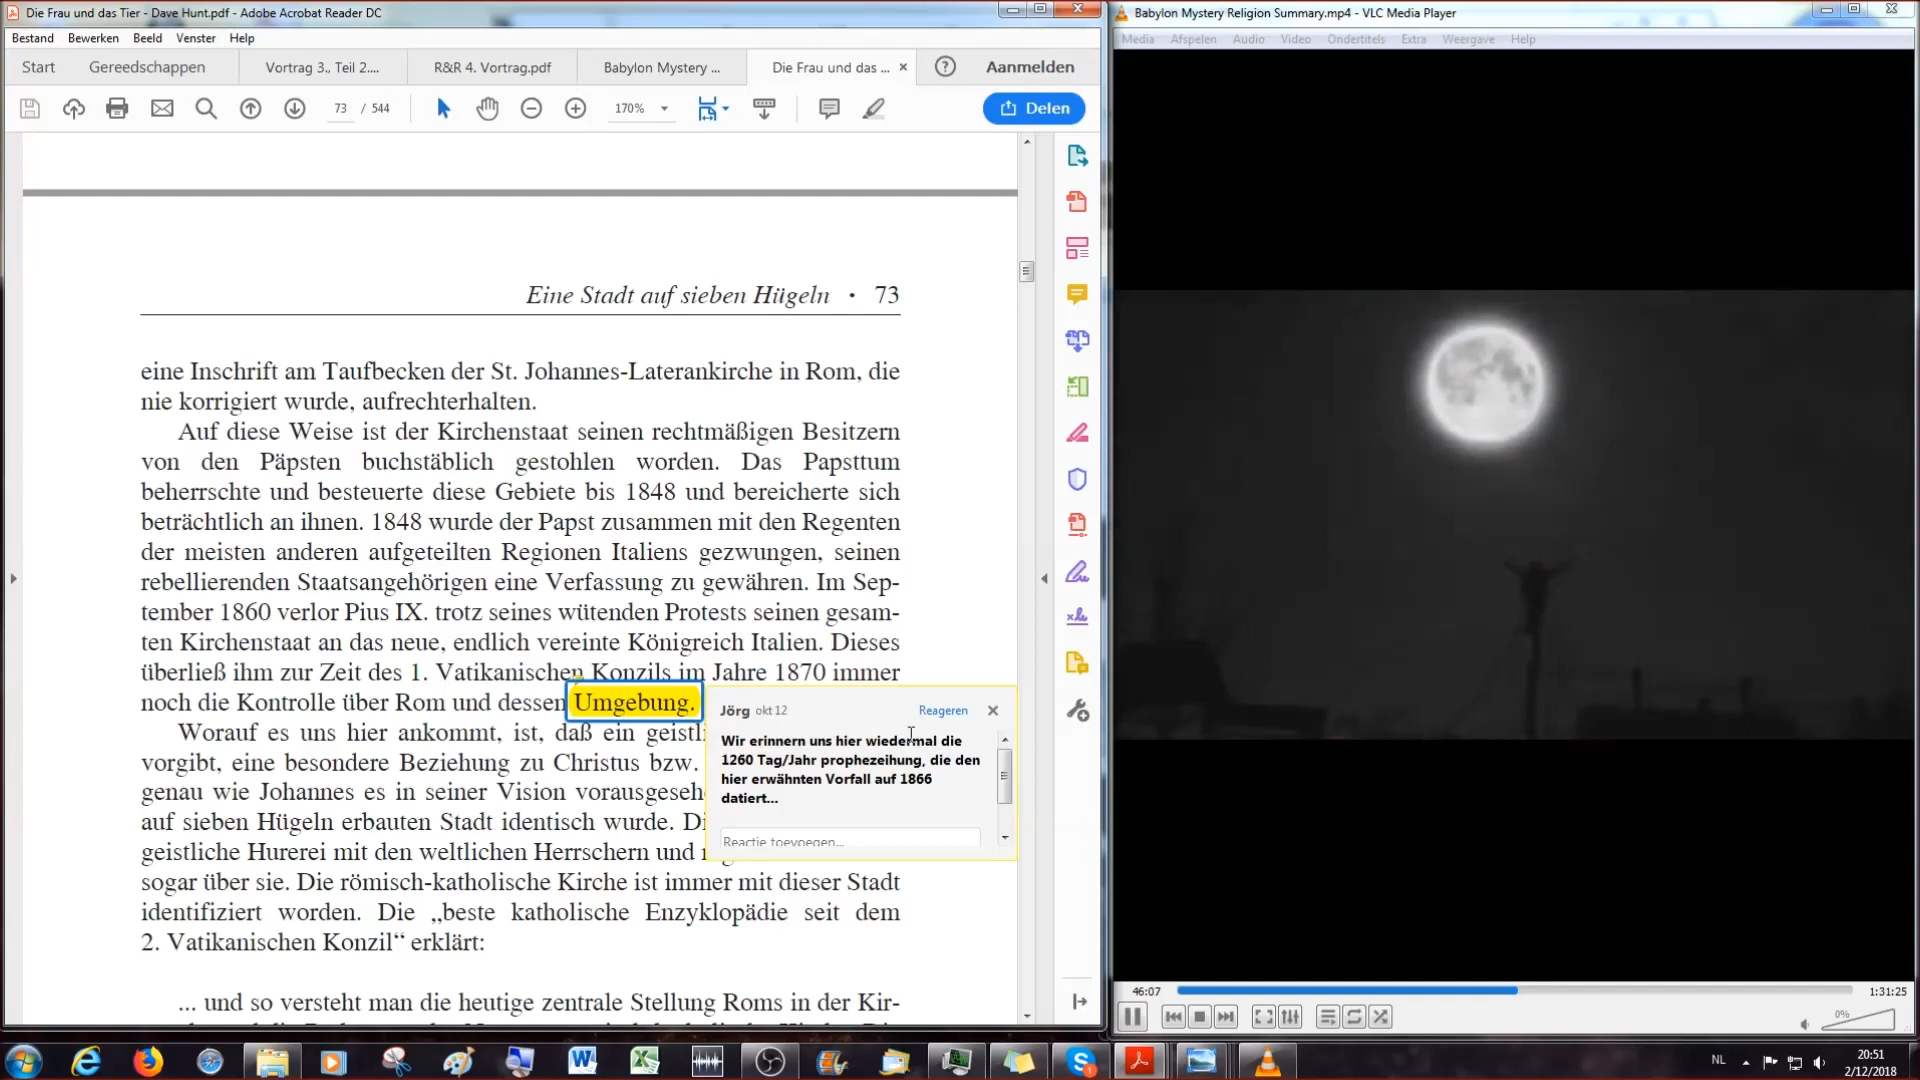 Die Frau und das Tier - Dave Hunt.pdf - Adobe Acrobat Reader DC
Bestand Bewerken Beeld Venster Help
Start Gereedschappen Vortrag 3., Teil 2.... R&R 4. Vortrag.pdf Babylon Mystery ... Die Frau und das ... Aanmelden
73 / 544 170% Delen
Eine Stadt auf sieben Hügeln • 73
eine Inschrift am Taufbecken der St. Johannes-Laterankirche in Rom, die
nie korrigiert wurde, aufrechterhalten.
Auf diese Weise ist der Kirchenstaat seinen rechtmäßigen Besitzern
von den Päpsten buchstäblich gestohlen worden. Das Papsttum
beherrschte und besteuerte diese Gebiete bis 1848 und bereicherte sich
beträchtlich an ihnen. 1848 wurde der Papst zusammen mit den Regenten
der meisten anderen aufgeteilten Regionen Italiens gezwungen, seinen
rebellierenden Staatsangehörigen eine Verfassung zu gewähren. Im Sep-
tember 1860 verlor Pius IX. trotz seines wütenden Protests seinen gesam-
ten Kirchenstaat an das neue, endlich vereinte Königreich Italien. Dieses
überließ ihm zur Zeit des 1. Vatikanischen Konzils im Jahre 1870 immer
noch die Kontrolle über Rom und dessen Umgebung.
Worauf es uns hier ankommt, ist, daß ein geistli
vorgibt, eine besondere Beziehung zu Christus bzw.
genau wie Johannes es in seiner Vision vorausgeseh
auf sieben Hügeln erbauten Stadt identisch wurde. Di
geistliche Hurerei mit den weltlichen Herrschern und
sogar über sie. Die römisch-katholische Kirche ist immer mit dieser Stadt
identifiziert worden. Die „beste katholische Enzyklopädie seit dem
2. Vatikanischen Konzil“ erklärt:
... und so versteht man die heutige zentrale Stellung Roms in der Kir-
Jörg okt 12 Reageren
Wir erinnern uns hier wiedermal die
1260 Tag/Jahr prophezeihung, die den
hier erwähnten Vorfall auf 1866
datiert...
Reactie toevoegen...
Babylon Mystery Religion Summary.mp4 - VLC Media Player
Media Afspelen Audio Video Ondertitels Extra Weergave Help
46:07 1:31:25
0%
NL 20:51
2/12/2018